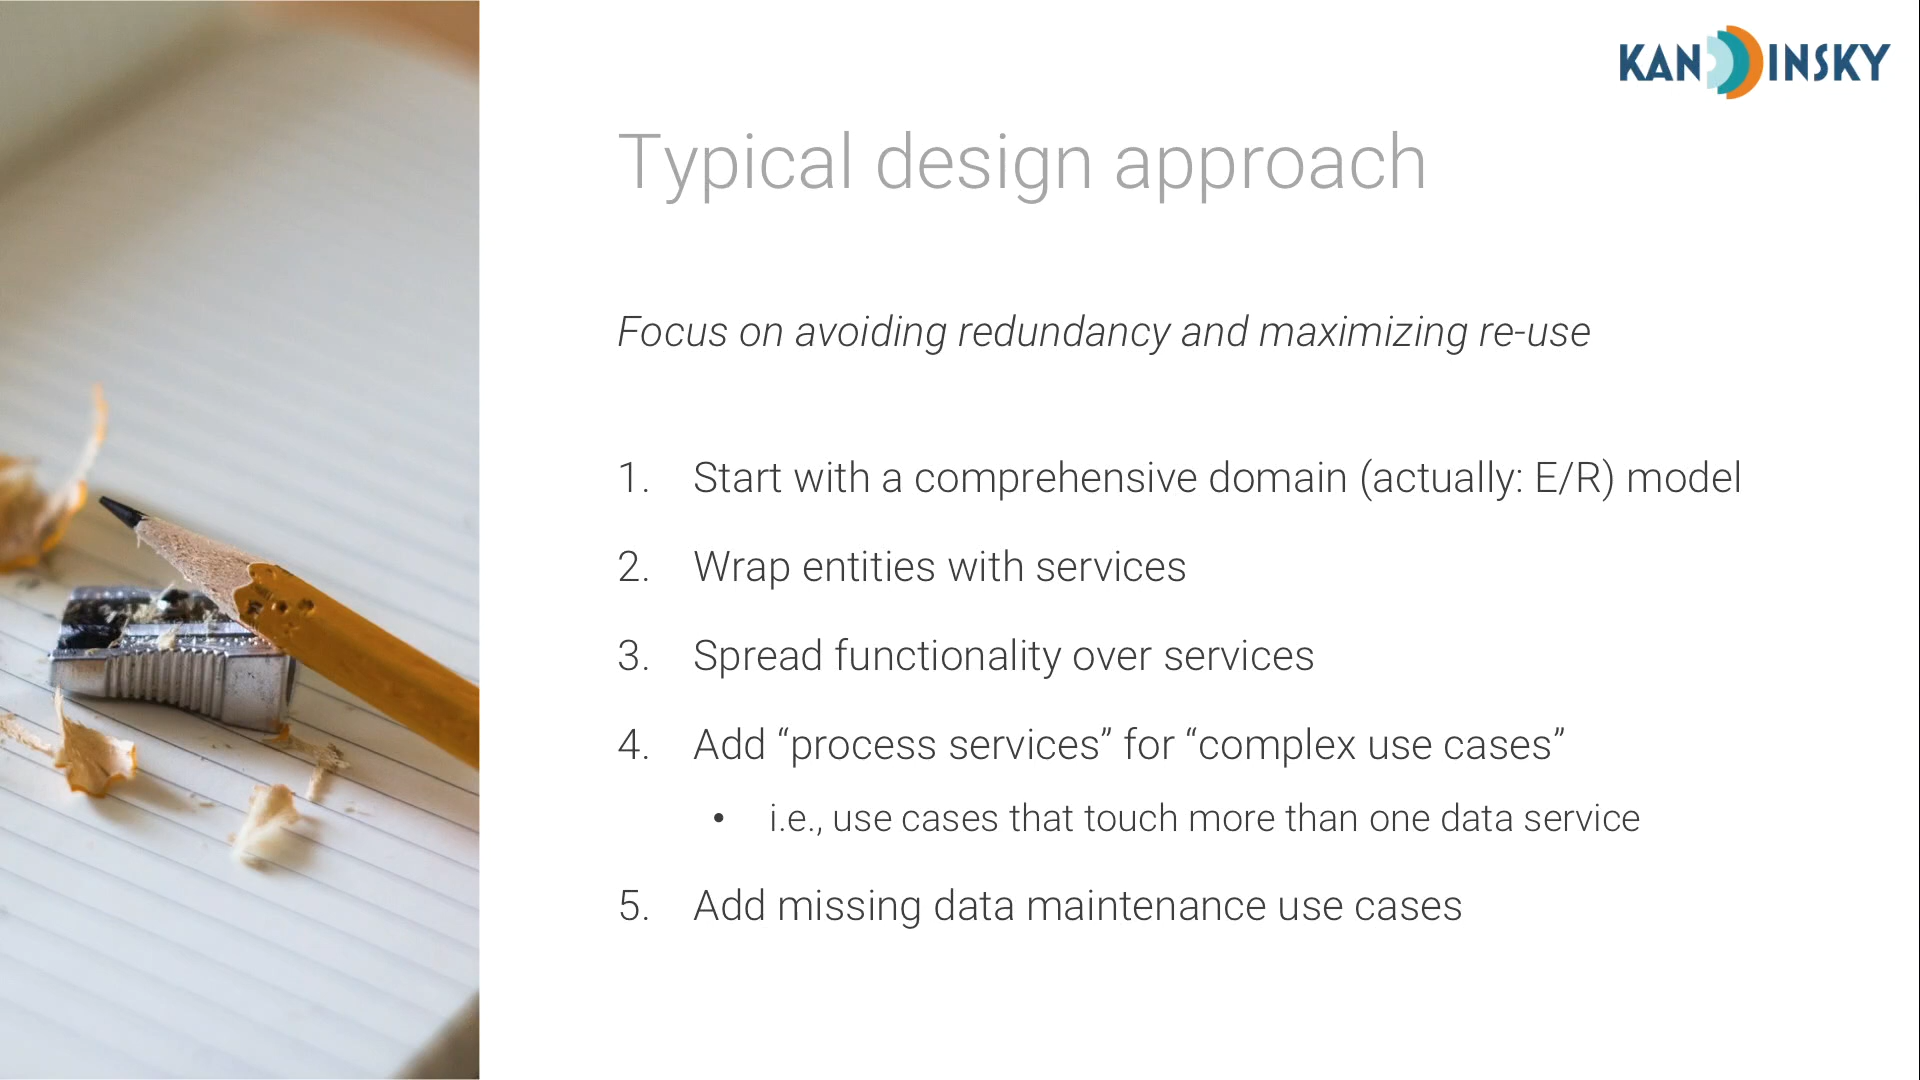 KANDINSKY
Typical design approach
Focus on avoiding redundancy and maximizing re-use
1. Start with a comprehensive domain (actually: E/R) model
2. Wrap entities with services
3. Spread functionality over services
4. Add “process services” for “complex use cases”
• i.e., use cases that touch more than one data service
5. Add missing data maintenance use cases